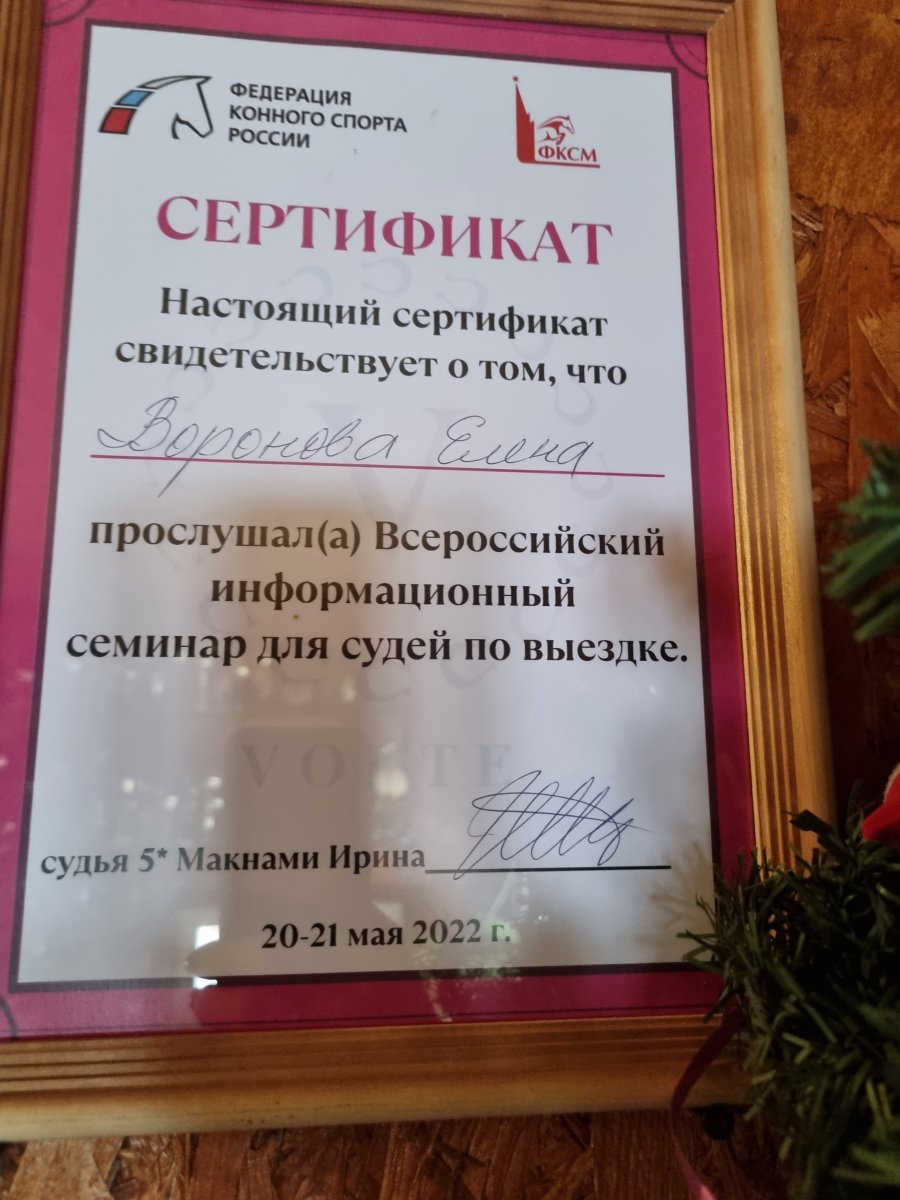 ФЕДЕРАЦИЯ
КОННОГО СПОРТА
РОССИИ
ФКСМ
СЕРТИФИКАТ
Настоящий сертификат
свидетельствует о том, что
Воронова Елена
прослушал(а) Всероссийский
информационный
семинар для судей по выездке.
VOLTE
судья 5* Макнами Ирина
20-21 мая 2022 г.